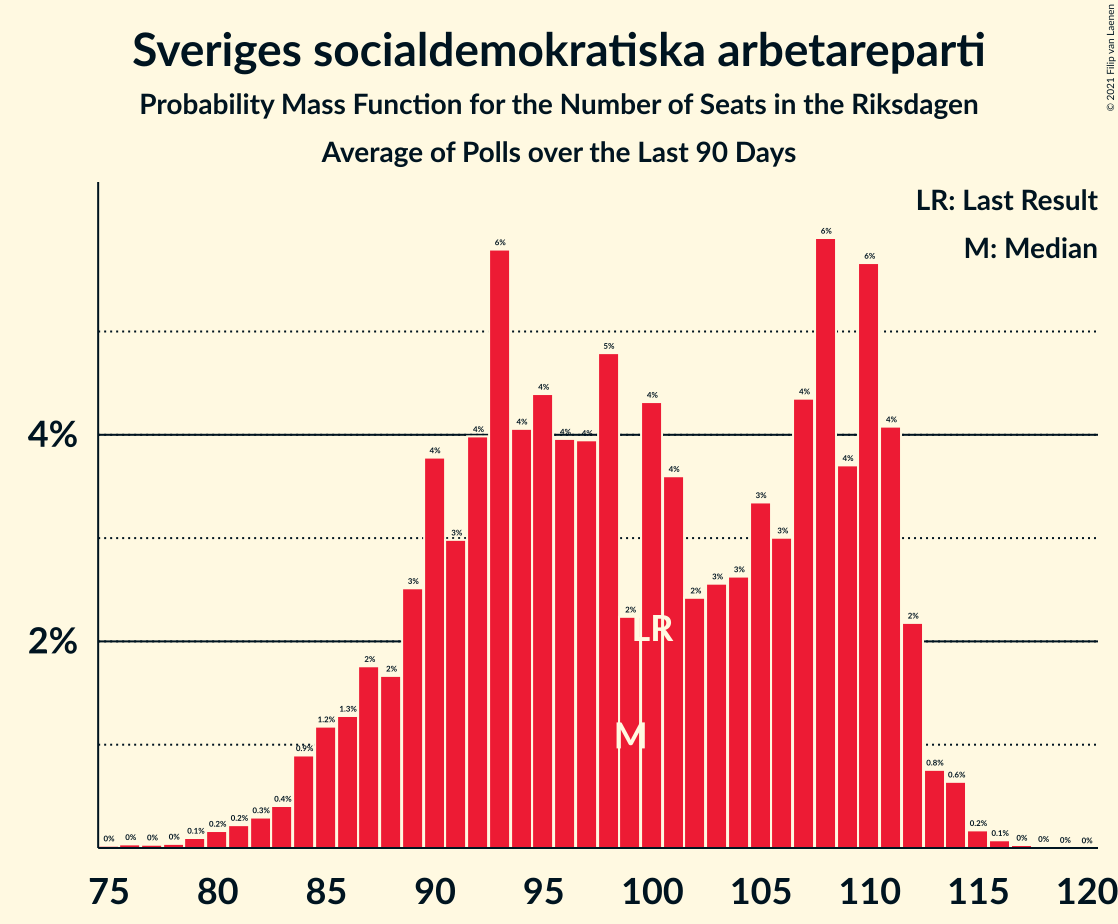 Sveriges socialdemokratiska arbetareparti
Probability Mass Function for the Number of Seats in the Riksdagen
Average of Polls over the Last 90 Days
© 2021 Filip van Laenen
LR: Last Result
M: Median
4%
2%
0% 0% 0% 0% 0.1% 0.2% 0.2% 0.3% 0.4% 0.9% 1.2% 1.3% 2% 2% 3% 4% 3% 4% 6% 4% 4% 4% 4% 5% 2% 4% 4% 2% 3% 3% 3% 3% 4% 6% 4% 6% 4% 2% 0.8% 0.6% 0.2% 0.1% 0% 0% 0% 0%
LR
M
75 80 85 90 95 100 105 110 115 120